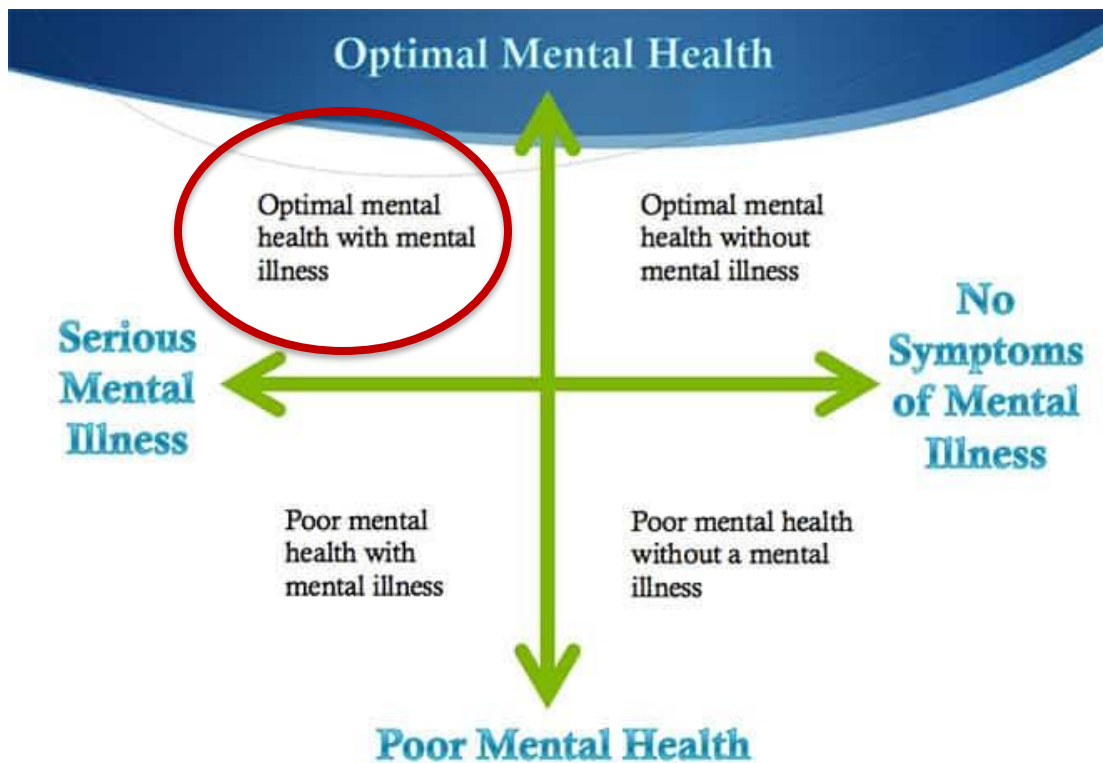 Optimal Mental Health
Optimal mental
health with mental
illness
Optimal mental
health without
mental illness
Serious
Mental
Illness
No
Symptoms
of Mental
Illness
Poor mental
health with
mental illness
Poor mental health
without a mental
illness
Poor Mental Health